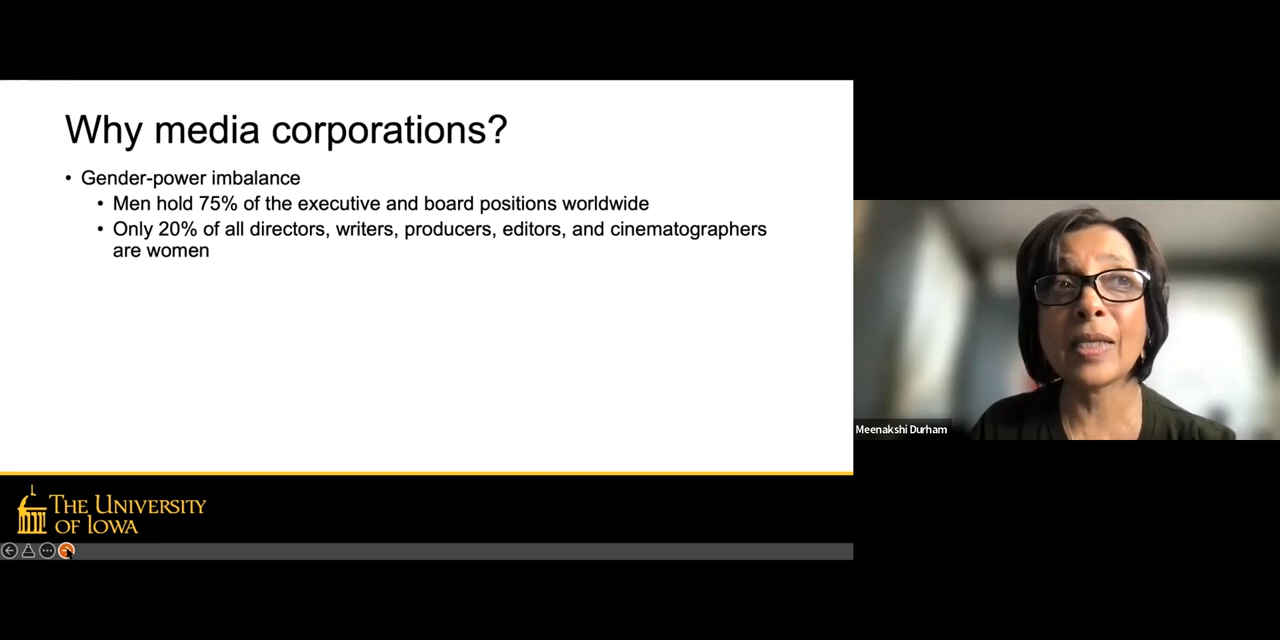 Why media corporations?
• Gender-power imbalance
• Men hold 75% of the executive and board positions worldwide
• Only 20% of all directors, writers, producers, editors, and cinematographers
are women
Meenakshi Durham
THE UNIVERSITY
OF IOWA